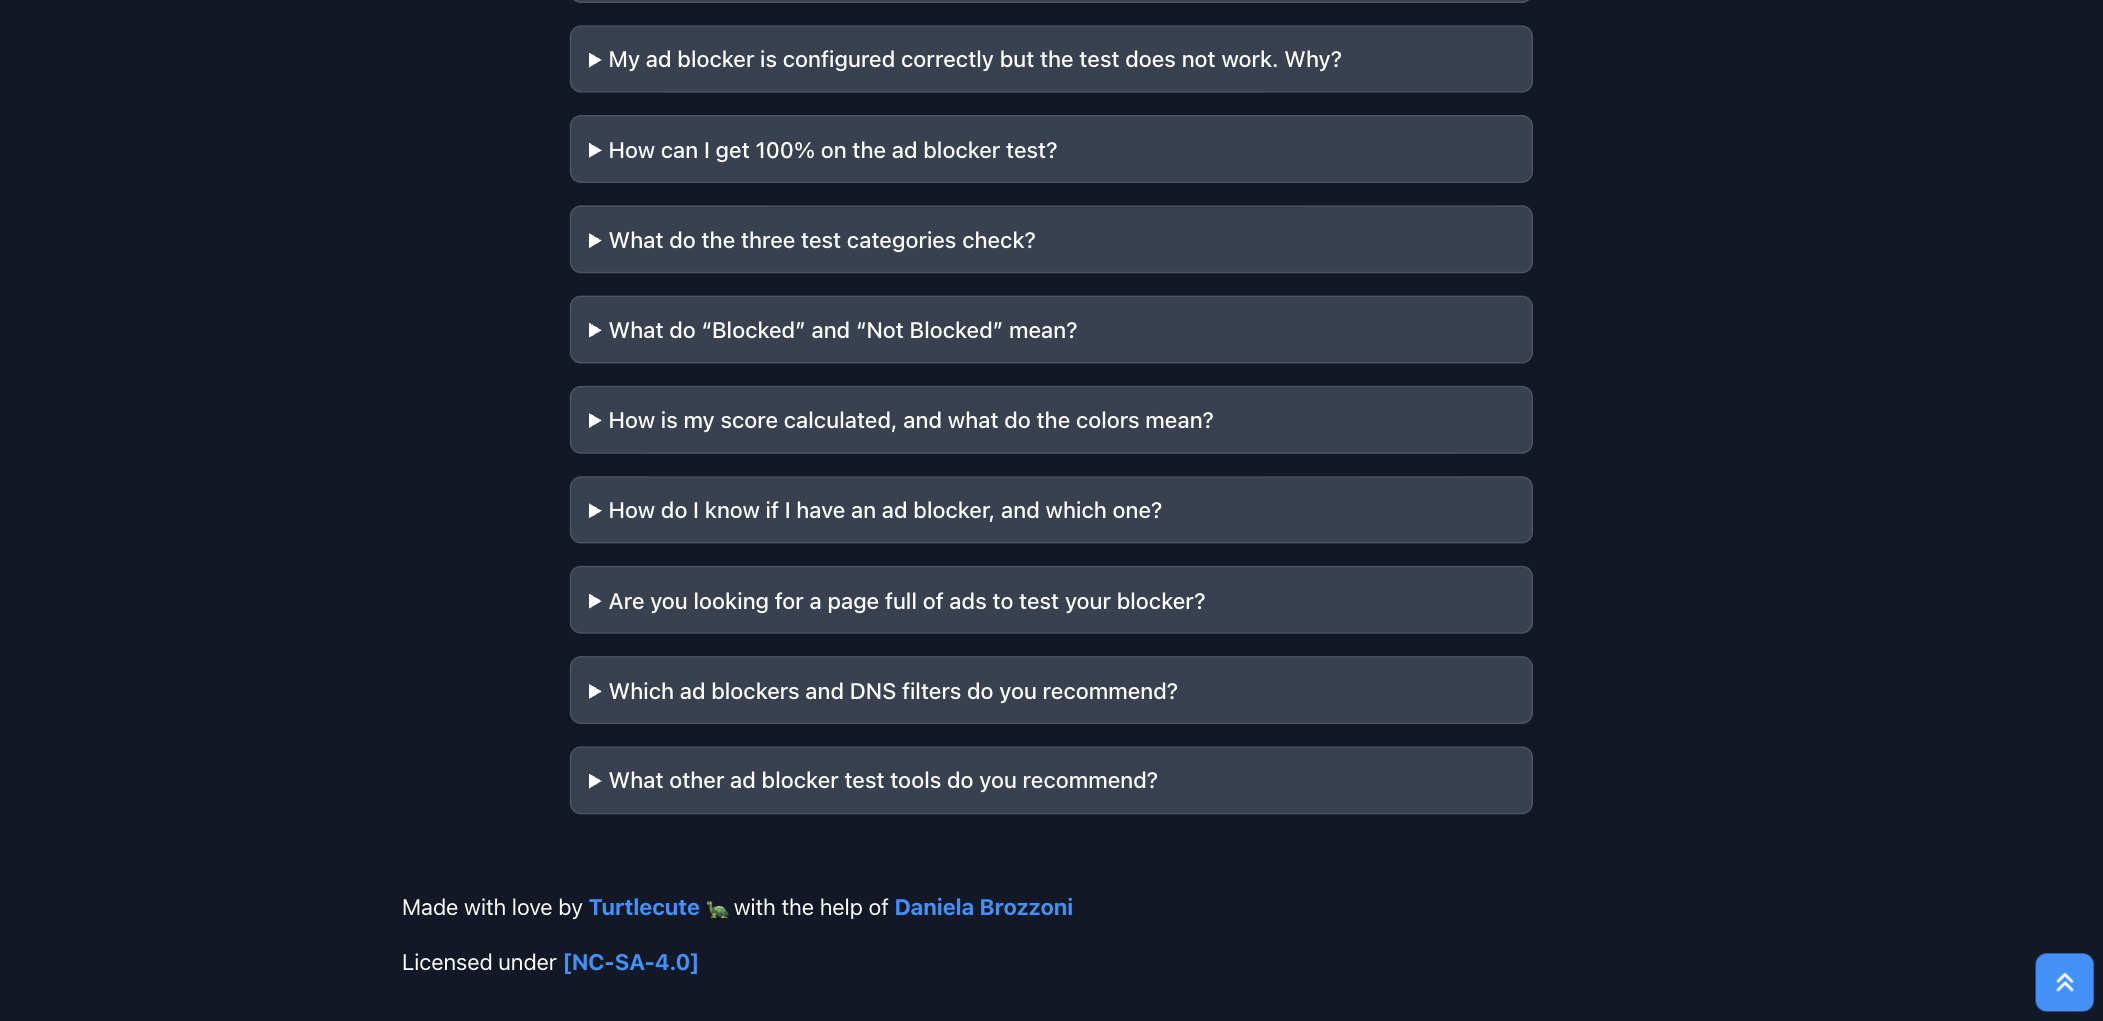 My ad blocker is configured correctly but the test does not work. Why?
How can I get 100% on the ad blocker test?
What do the three test categories check?
What do “Blocked” and “Not Blocked” mean?
How is my score calculated, and what do the colors mean?
How do I know if I have an ad blocker, and which one?
Are you looking for a page full of ads to test your blocker?
Which ad blockers and DNS filters do you recommend?
What other ad blocker test tools do you recommend?
Made with love by Turtlecute 🐢 with the help of Daniela Brozzoni
Licensed under [NC-SA-4.0]